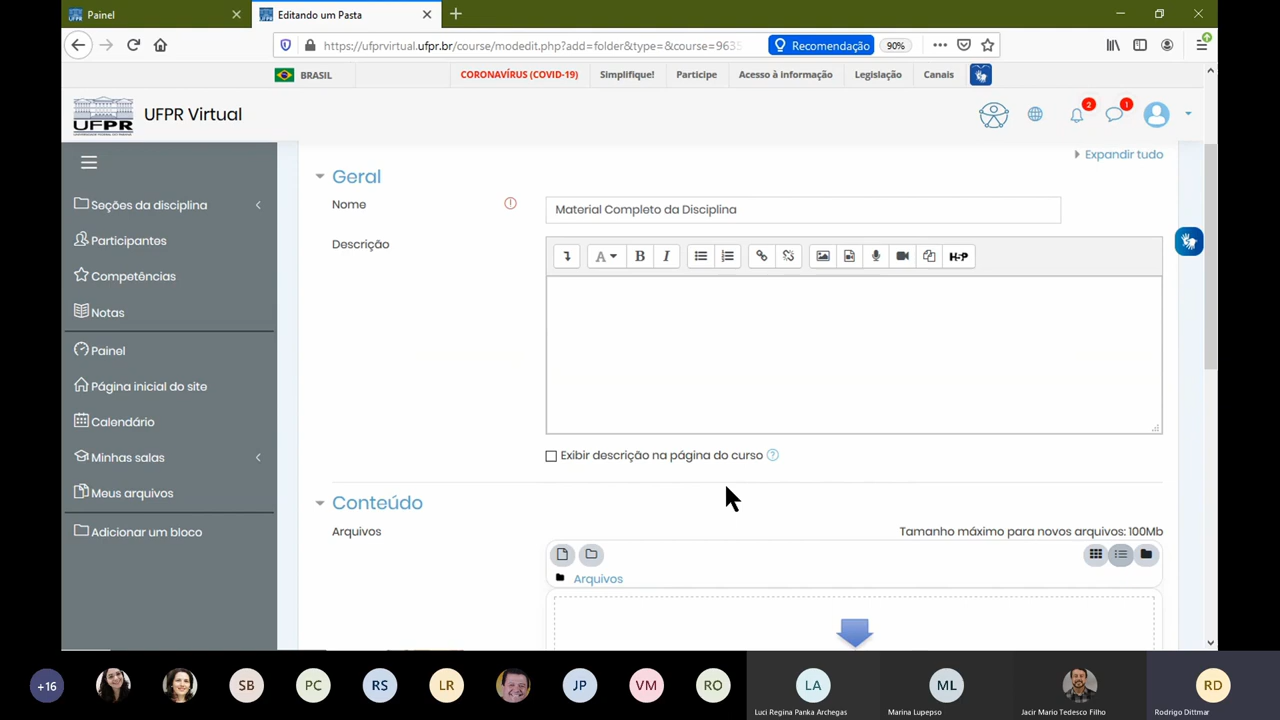 Painel
Editando um Pasta
https://ufprvirtual.ufpr.br/course/modedit.php?add=folder&type=&course=9635
Recomendação
90%
BRASIL
CORONAVÍRUS (COVID-19)
Simplifique!
Participe
Acesso à informação
Legislação
Canais
UFPR
UFPR Virtual
2
1
Expandir tudo
Seções da disciplina
Participantes
Competências
Notas
Painel
Página inicial do site
Calendário
Minhas salas
Meus arquivos
Adicionar um bloco
Geral
Nome
Material Completo da Disciplina
Descrição
A
B
I
H-P
Exibir descrição na página do curso
Conteúdo
Arquivos
Tamanho máximo para novos arquivos: 100Mb
Arquivos
+16
SB
PC
RS
LR
JP
VM
RO
LA
ML
RD
Luci Regina Panka Archegas
Marina Lupepso
Jacir Mario Tedesco Filho
Rodrigo Dittmar